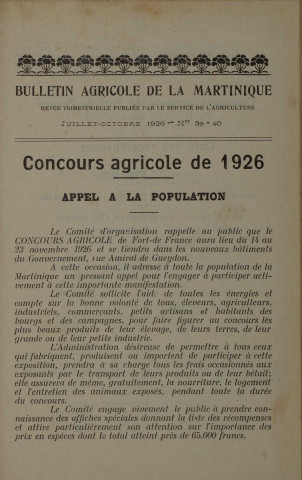 BULLETIN AGRICOLE DE LA MARTINIQUE
REVUE TRIMESTRIELLE PUBLIÉE PAR LE SERVICE DE L'AGRICULTURE
JUILLET-OCTOBRE 1926 — Nos 39 - 40
Concours agricole de 1926
APPEL A LA POPULATION
Le Comité d'organisation rappelle au public que le
CONCOURS AGRICOLE de Fort-de France aura lieu du 14 au
23 novembre 1926 et se tiendra dans les nouveaux bâtiments
du Gouvernement, rue Amiral de Gueydon.
A cette occasion, il adresse à toute la population de la
Martinique un pressant appel pour l'engager à participer acti-
vement à cette importante manifestation.
Le Comité sollicite l'aide de toutes les énergies et
compte sur la bonne volonté de tous, éleveurs, agriculteurs,
industriels, commerçants, petits artisans et habitants des
bourgs et des campagnes, pour faire figurer au concours les
plus beaux produits de leur élevage, de leurs terres, de leur
grande ou de leur petite industrie.
L'Administration désireuse de permettre à tous ceux
qui fabriquent, produisent ou importent de participer à cette
exposition, prendra à sa charge tous les frais occasionnés aux
exposants par le transport de leurs produits ou de leur bétail;
elle assurera de même, gratuitement, la nourriture, le logement
et l'entretien des animaux exposés, pendant toute la durée
du concours.
Le Comité engage vivement le public à prendre con-
naissance des affiches spéciales donnant la liste des récompenses
et attire particulièrement son attention sur l'importance des
prix en espèces dont le total atteint près de 65.000 francs.